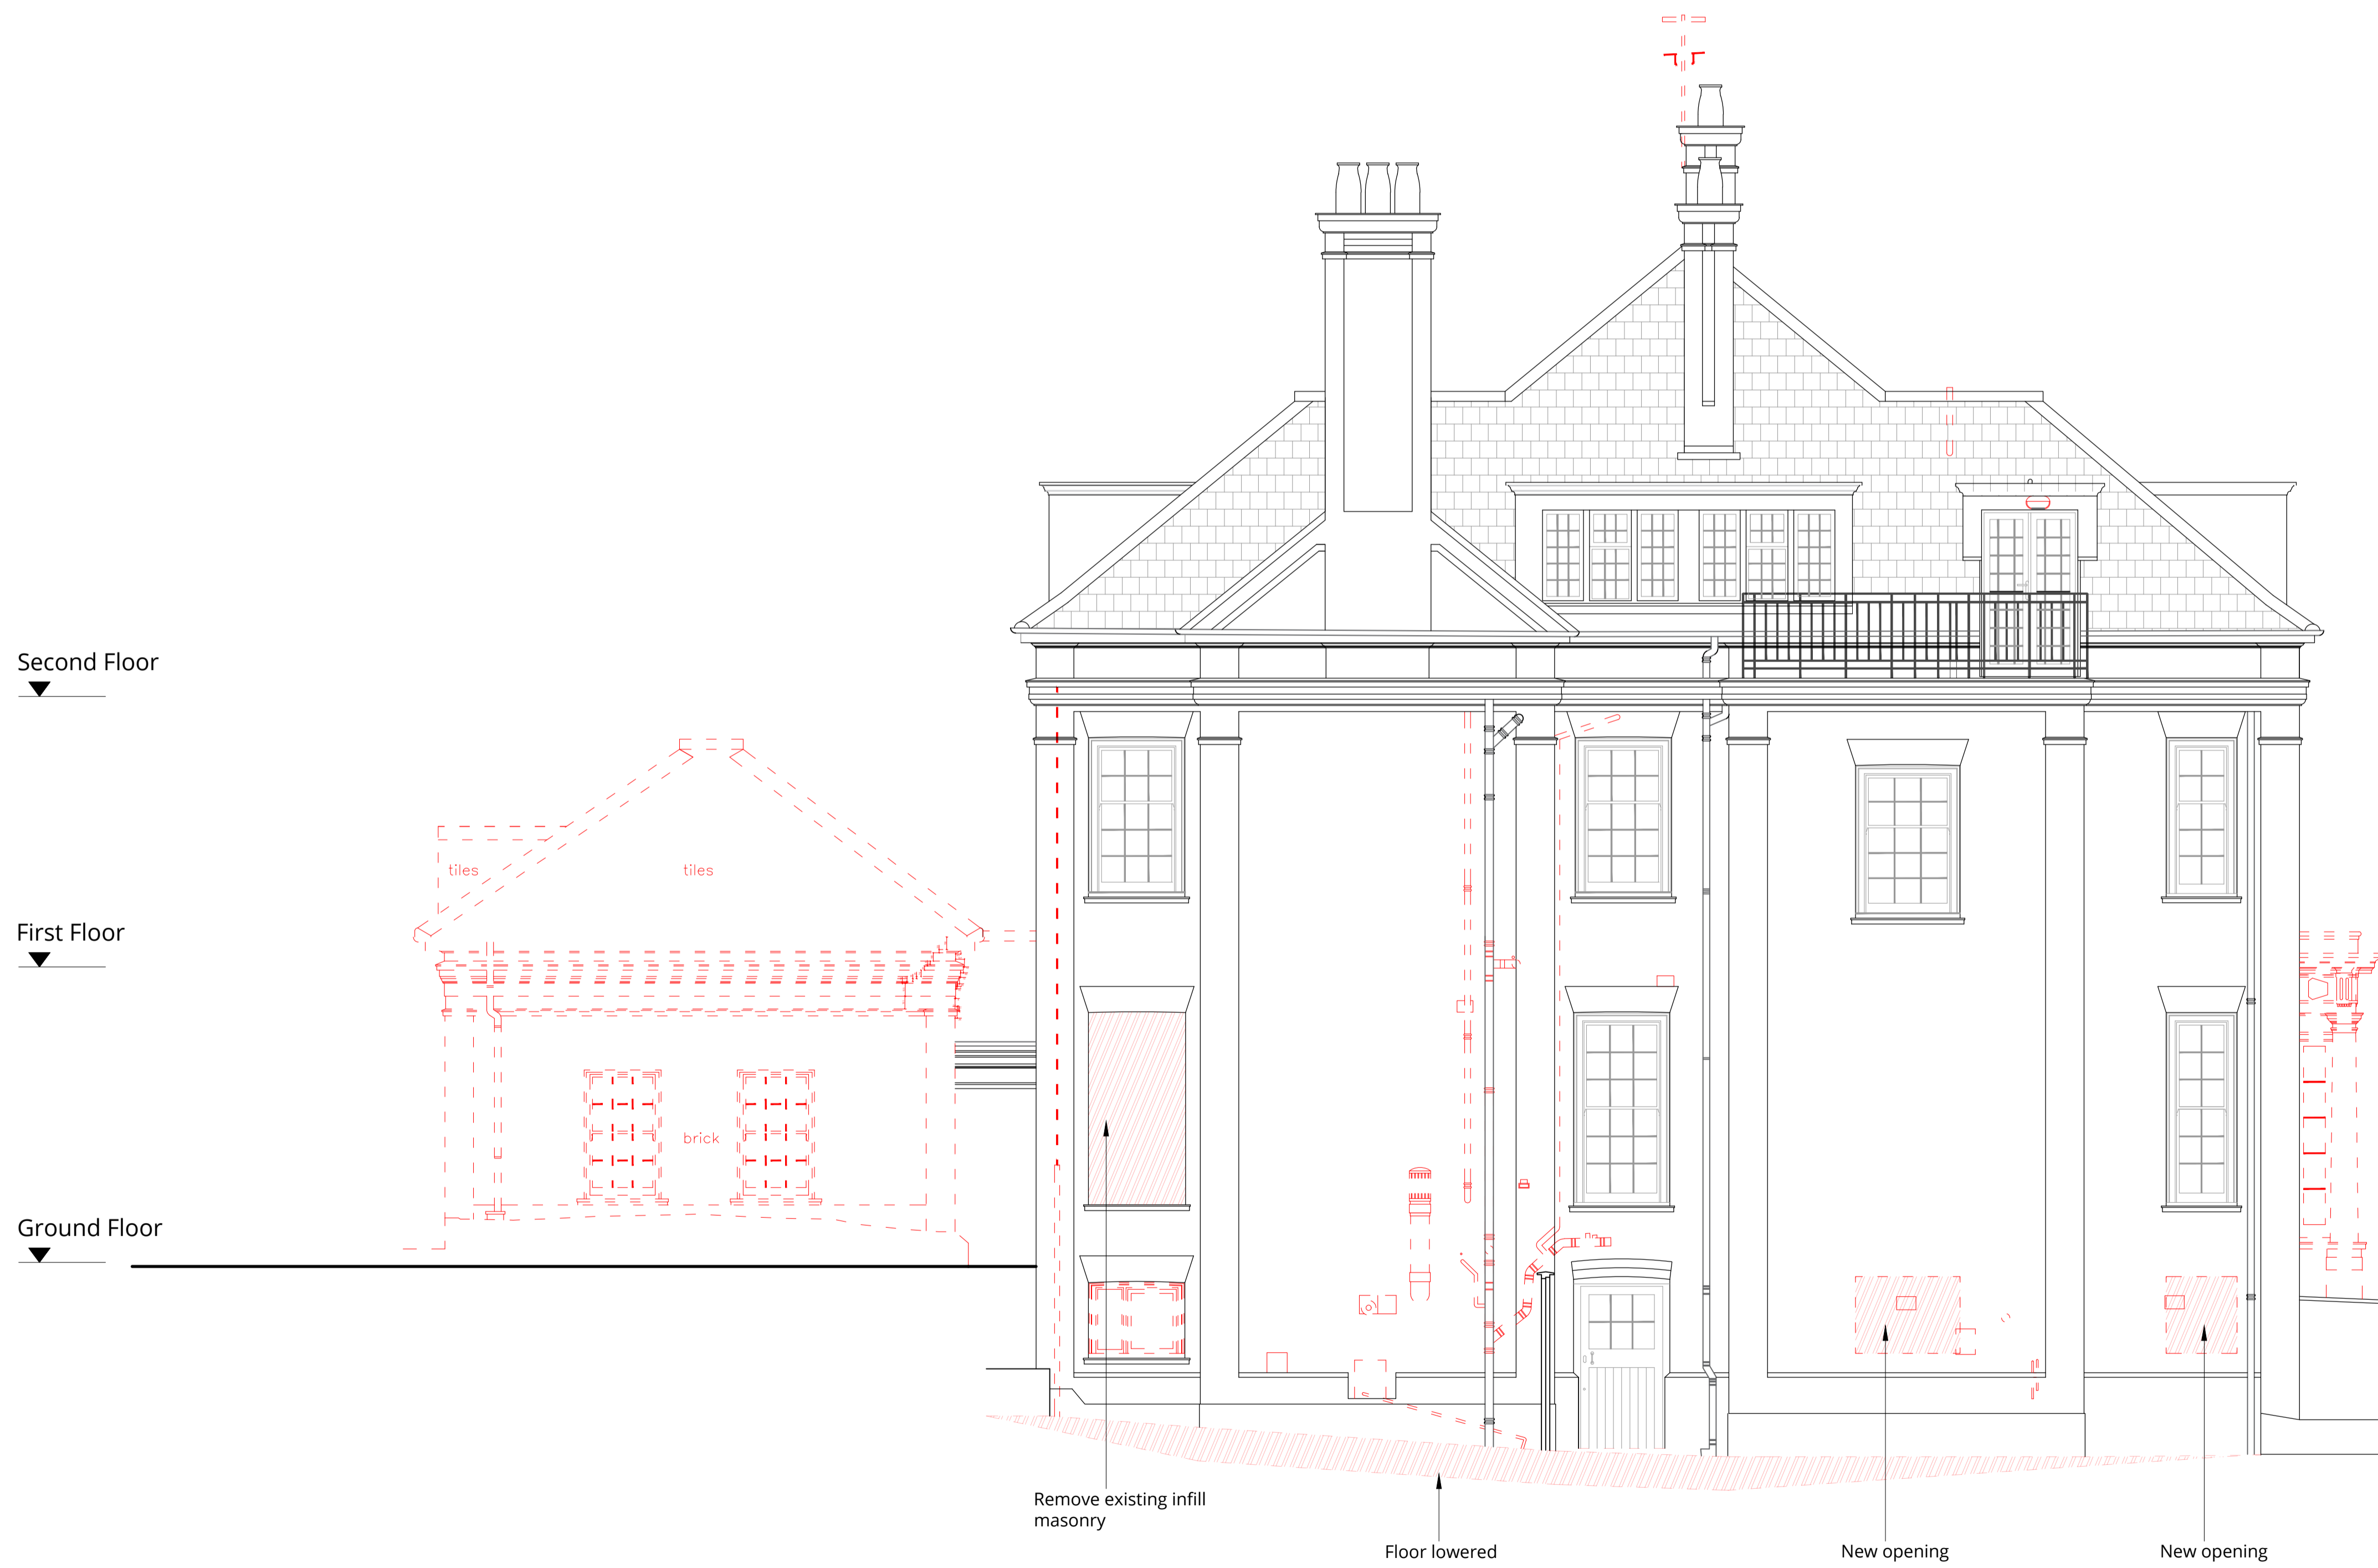 Second Floor
tiles
tiles
First Floor
brick
Ground Floor
Remove existing infill
masonry
Floor lowered
New opening
New opening